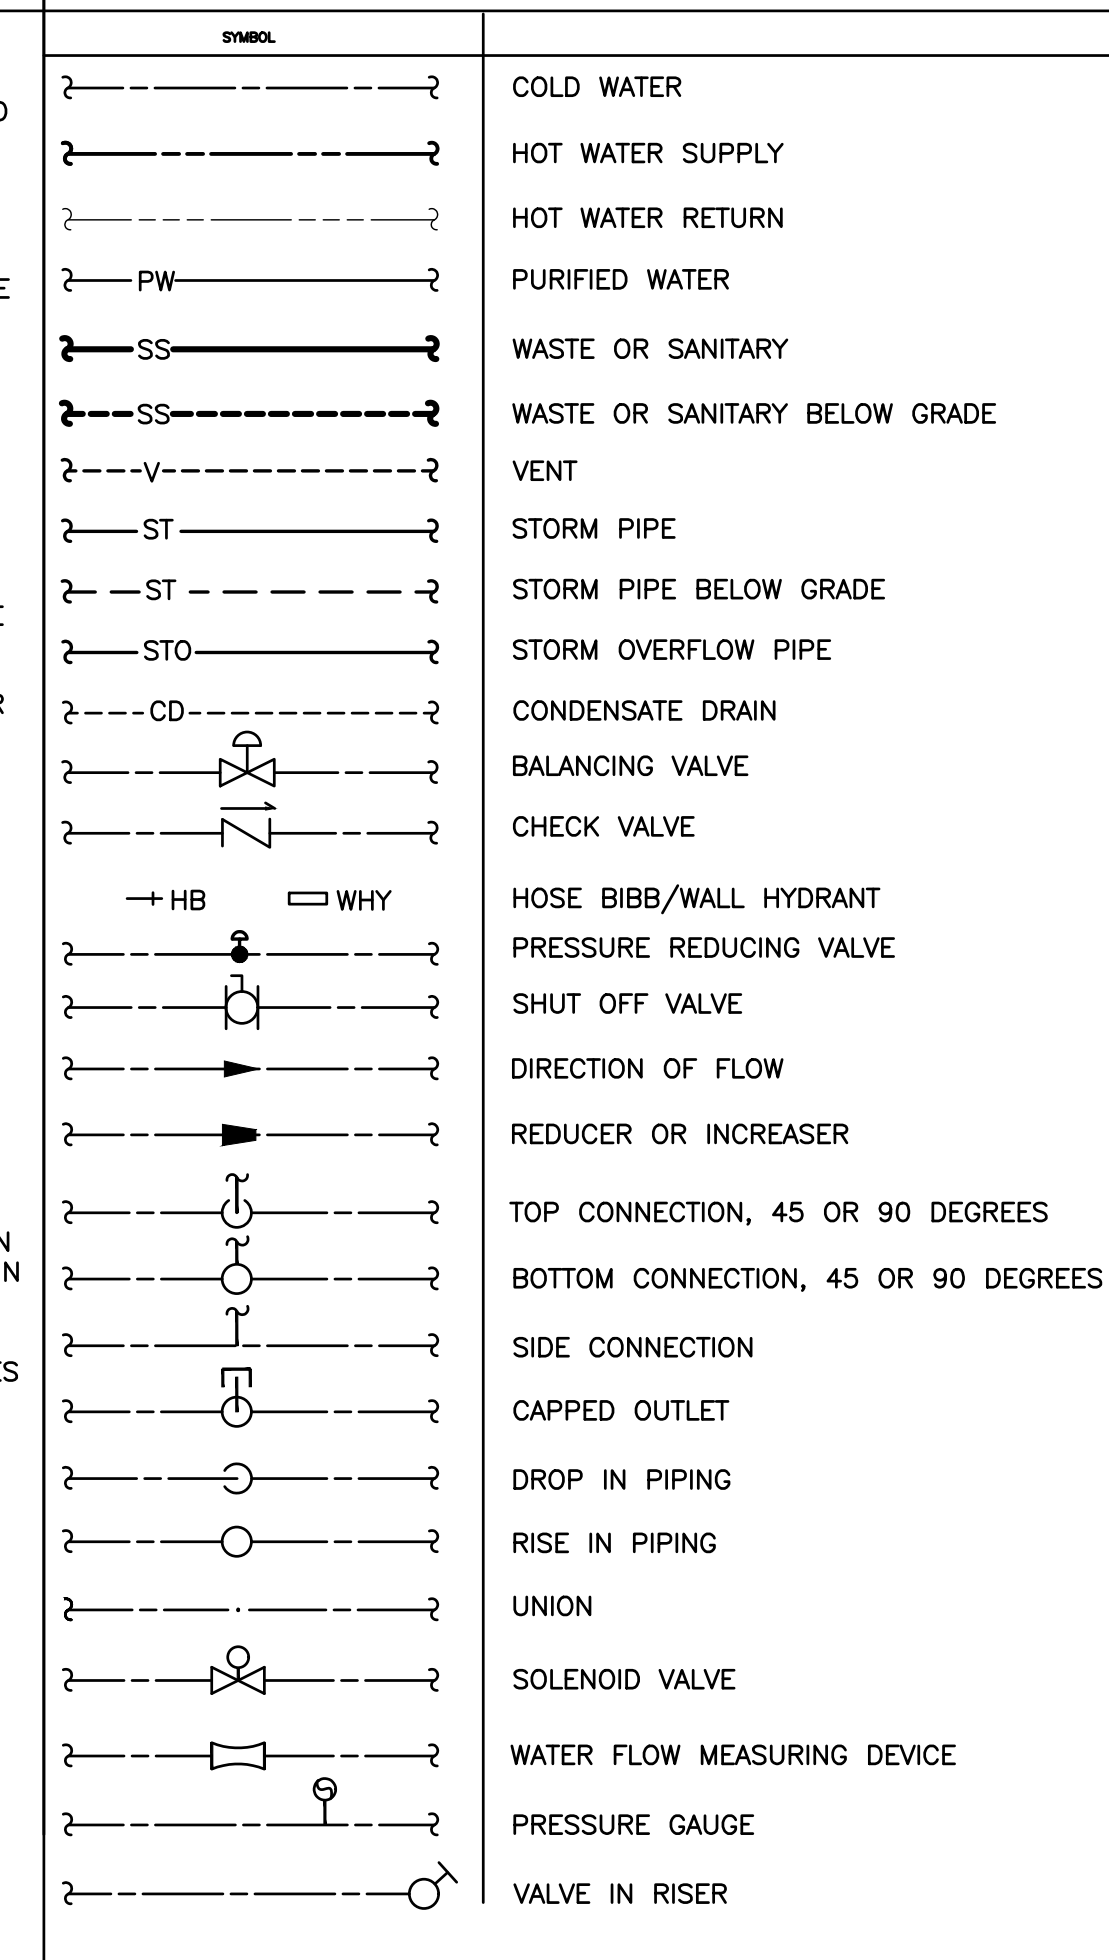 SYMBOL
COLD WATER
HOT WATER SUPPLY
HOT WATER RETURN
PW PURIFIED WATER
SS WASTE OR SANITARY
SS WASTE OR SANITARY BELOW GRADE
V VENT
ST STORM PIPE
ST STORM PIPE BELOW GRADE
STO STORM OVERFLOW PIPE
CD CONDENSATE DRAIN
BALANCING VALVE
CHECK VALVE
HB WHY HOSE BIBB/WALL HYDRANT
PRESSURE REDUCING VALVE
SHUT OFF VALVE
DIRECTION OF FLOW
REDUCER OR INCREASER
TOP CONNECTION, 45 OR 90 DEGREES
BOTTOM CONNECTION, 45 OR 90 DEGREES
SIDE CONNECTION
CAPPED OUTLET
DROP IN PIPING
RISE IN PIPING
UNION
SOLENOID VALVE
WATER FLOW MEASURING DEVICE
PRESSURE GAUGE
VALVE IN RISER